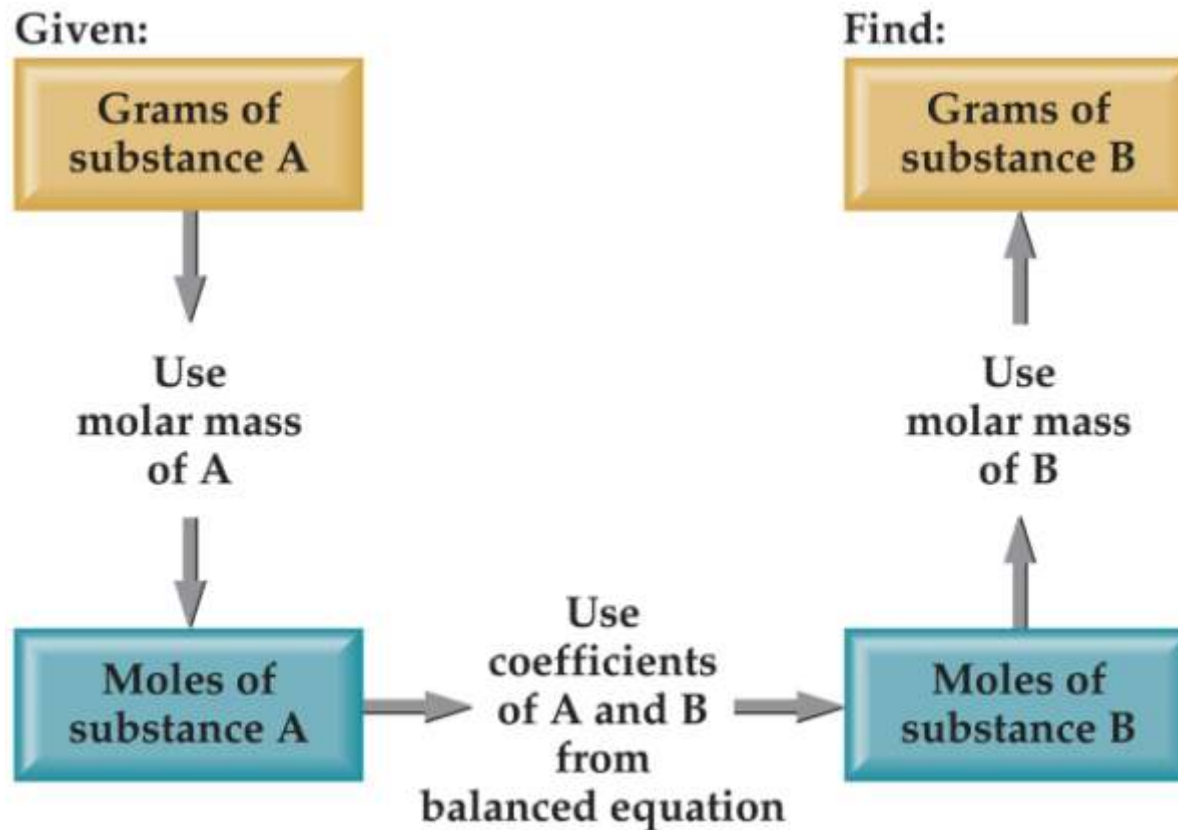 Given:
Grams of
substance A
Use
molar mass
of A
Moles of
substance A
Use
coefficients
of A and B
from
balanced equation
Moles of
substance B
Use
molar mass
of B
Find:
Grams of
substance B